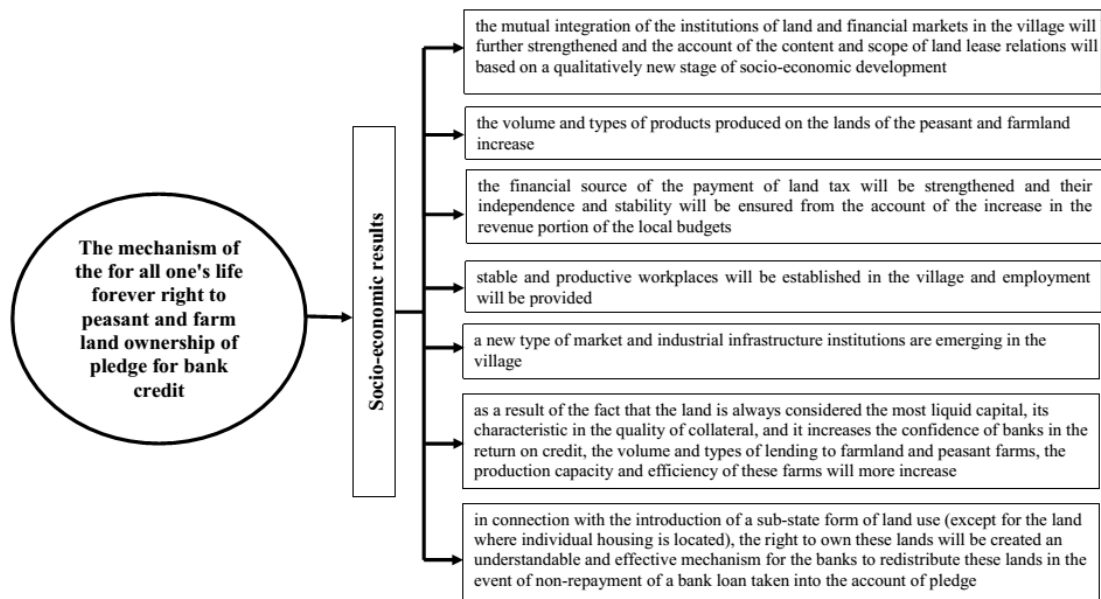 The mechanism of
the for all one's life
forever right to
peasant and farm
land ownership of
pledge for bank
credit
Socio-economic results
the mutual integration of the institutions of land and financial markets in the village will
further strengthened and the account of the content and scope of land lease relations will
based on a qualitatively new stage of socio-economic development
the volume and types of products produced on the lands of the peasant and farmland
increase
the financial source of the payment of land tax will be strengthened and their
independence and stability will be ensured from the account of the increase in the
revenue portion of the local budgets
stable and productive workplaces will be established in the village and employment
will be provided
a new type of market and industrial infrastructure institutions are emerging in the
village
as a result of the fact that the land is always considered the most liquid capital, its
characteristic in the quality of collateral, and it increases the confidence of banks in the
return on credit, the volume and types of lending to farmland and peasant farms, the
production capacity and efficiency of these farms will more increase
in connection with the introduction of a sub-state form of land use (except for the land
where individual housing is located), the right to own these lands will be created an
understandable and effective mechanism for the banks to redistribute these lands in the
event of non-repayment of a bank loan taken into the account of pledge